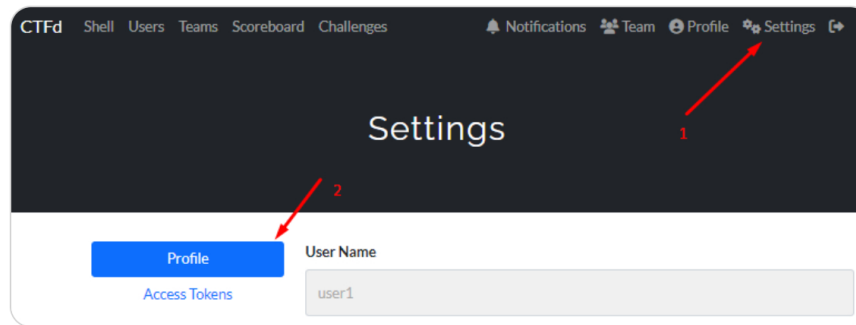 CTFd Shell Users Teams Scoreboard Challenges Notifications Team Profile Settings
Settings
1
2
Profile
User Name
Access Tokens
user1